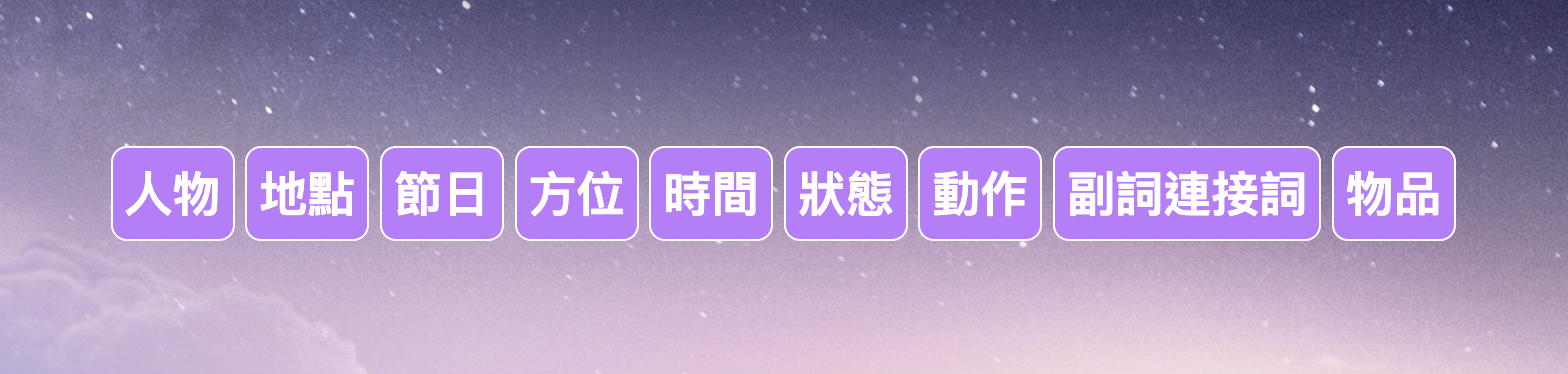 人物 地點 節日 方位 時間 狀態 動作 副詞連接詞 物品